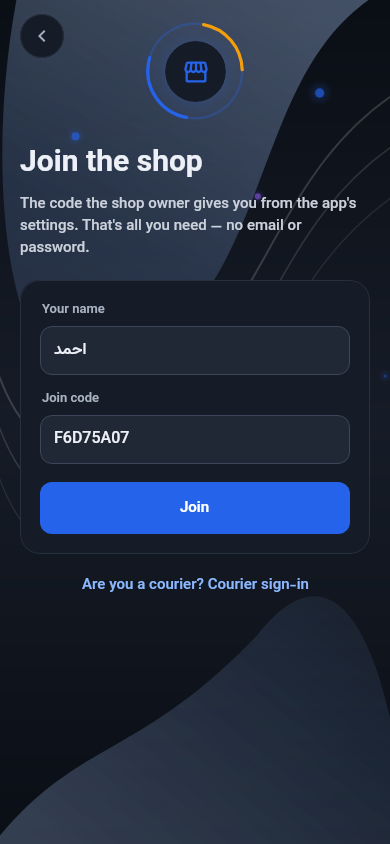 Join the shop
The code the shop owner gives you from the app's
settings. That's all you need — no email or
password.
Your name
احمد
Join code
F6D75A07
Join
Are you a courier? Courier sign-in